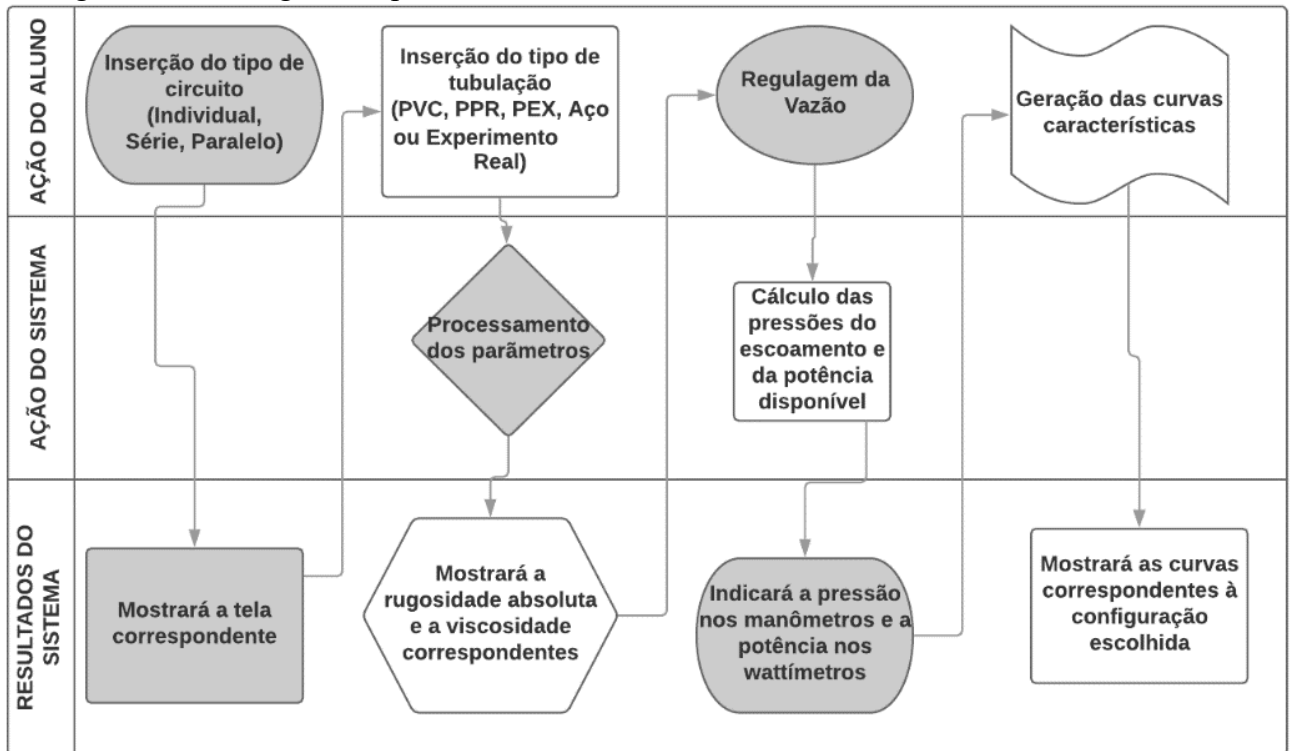 AÇÃO DO ALUNO
Inserção do tipo de
circuito
(Individual,
Série, Paralelo)
Inserção do tipo de
tubulação
(PVC, PPR, PEX, Aço
ou Experimento
Real)
Regulagem da
Vazão
Geração das curvas
características
AÇÃO DO SISTEMA
Processamento
dos parãmetros
Cálculo das
pressões do
escoamento e
da potência
disponível
RESULTADOS DO
SISTEMA
Mostrará a tela
correspondente
Mostrará a
rugosidade absoluta
e a viscosidade
correspondentes
Indicará a pressão
nos manômetros e a
potência nos
wattímetros
Mostrará as curvas
correspondentes à
configuração
escolhida